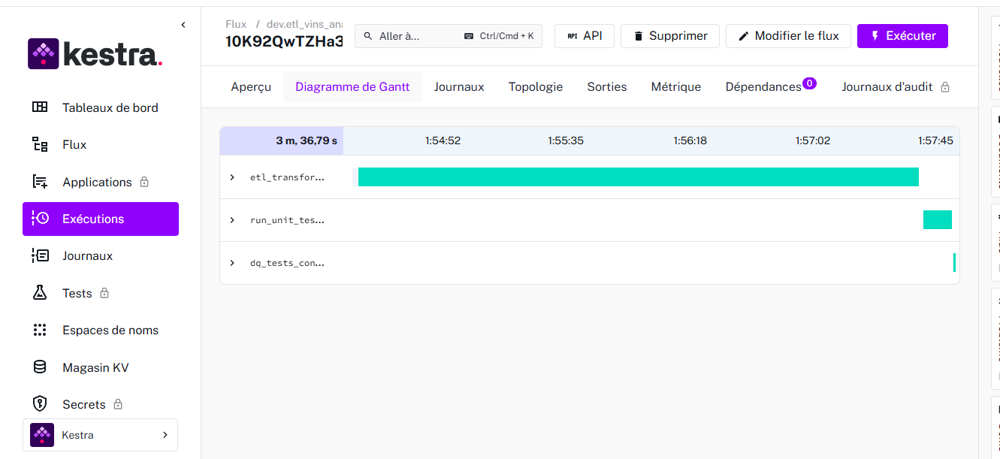 kestra.
Tableaux de bord
Flux
Applications
Exécutions
Journaux
Tests
Espaces de noms
Magasin KV
Secrets
Kestra
Flux / dev.etl_vins_ana
10K92QwTZHa3
Aller à... Ctrl/Cmd + K
API API
Supprimer
Modifier le flux
Exécuter
Aperçu Diagramme de Gantt Journaux Topologie Sorties Métrique Dépendances 0 Journaux d'audit
3 m, 36,79 s 1:54:52 1:55:35 1:56:18 1:57:02 1:57:45
etl_transfor...
run_unit_tes...
dq_tests_con...